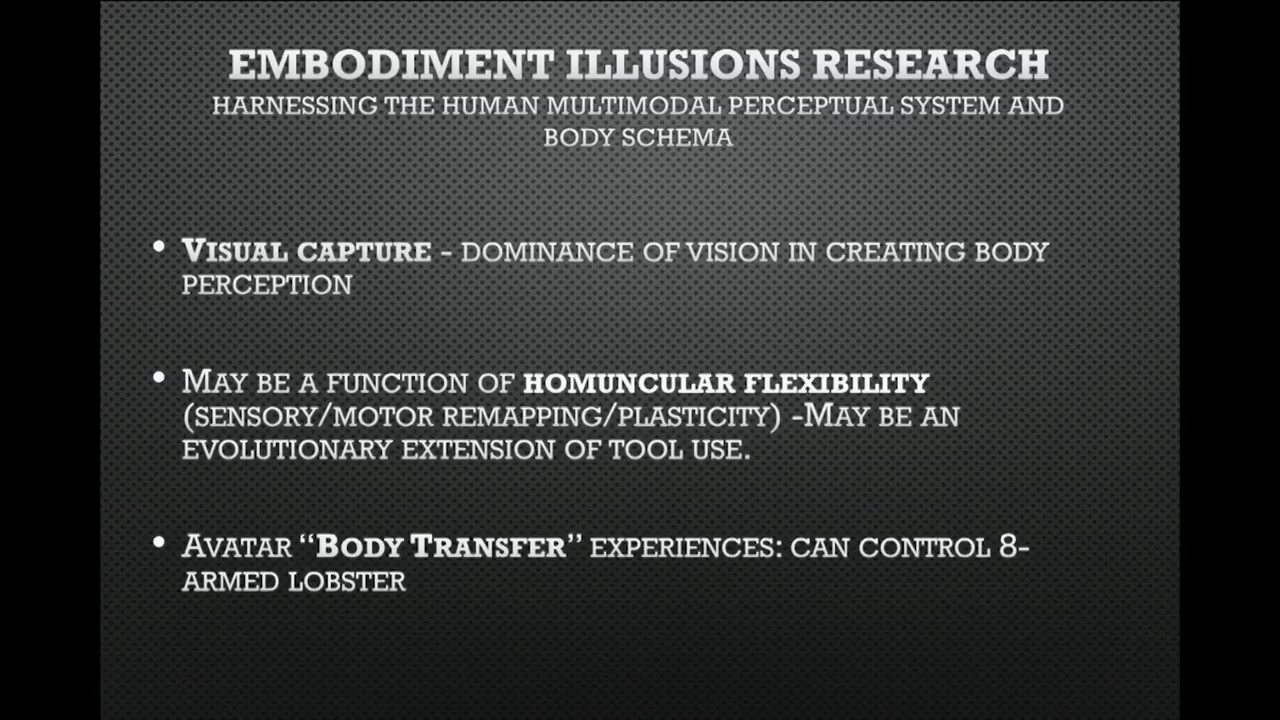 EMBODIMENT ILLUSIONS RESEARCH
HARNESSING THE HUMAN MULTIMODAL PERCEPTUAL SYSTEM AND
BODY SCHEMA
• VISUAL CAPTURE - DOMINANCE OF VISION IN CREATING BODY
PERCEPTION
• MAY BE A FUNCTION OF HOMUNCULAR FLEXIBILITY
(SENSORY/MOTOR REMAPPING/PLASTICITY) -MAY BE AN
EVOLUTIONARY EXTENSION OF TOOL USE.
• AVATAR “BODY TRANSFER” EXPERIENCES: CAN CONTROL 8-
ARMED LOBSTER